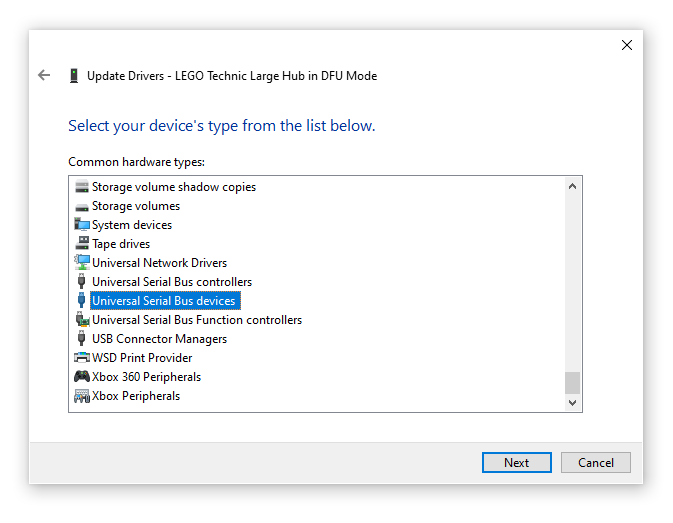 Update Drivers - LEGO Technic Large Hub in DFU Mode
Select your device's type from the list below.
Common hardware types:
Storage volume shadow copies
Storage volumes
System devices
Tape drives
Universal Network Drivers
Universal Serial Bus controllers
Universal Serial Bus devices
Universal Serial Bus Function controllers
USB Connector Managers
WSD Print Provider
Xbox 360 Peripherals
Xbox Peripherals
Next Cancel